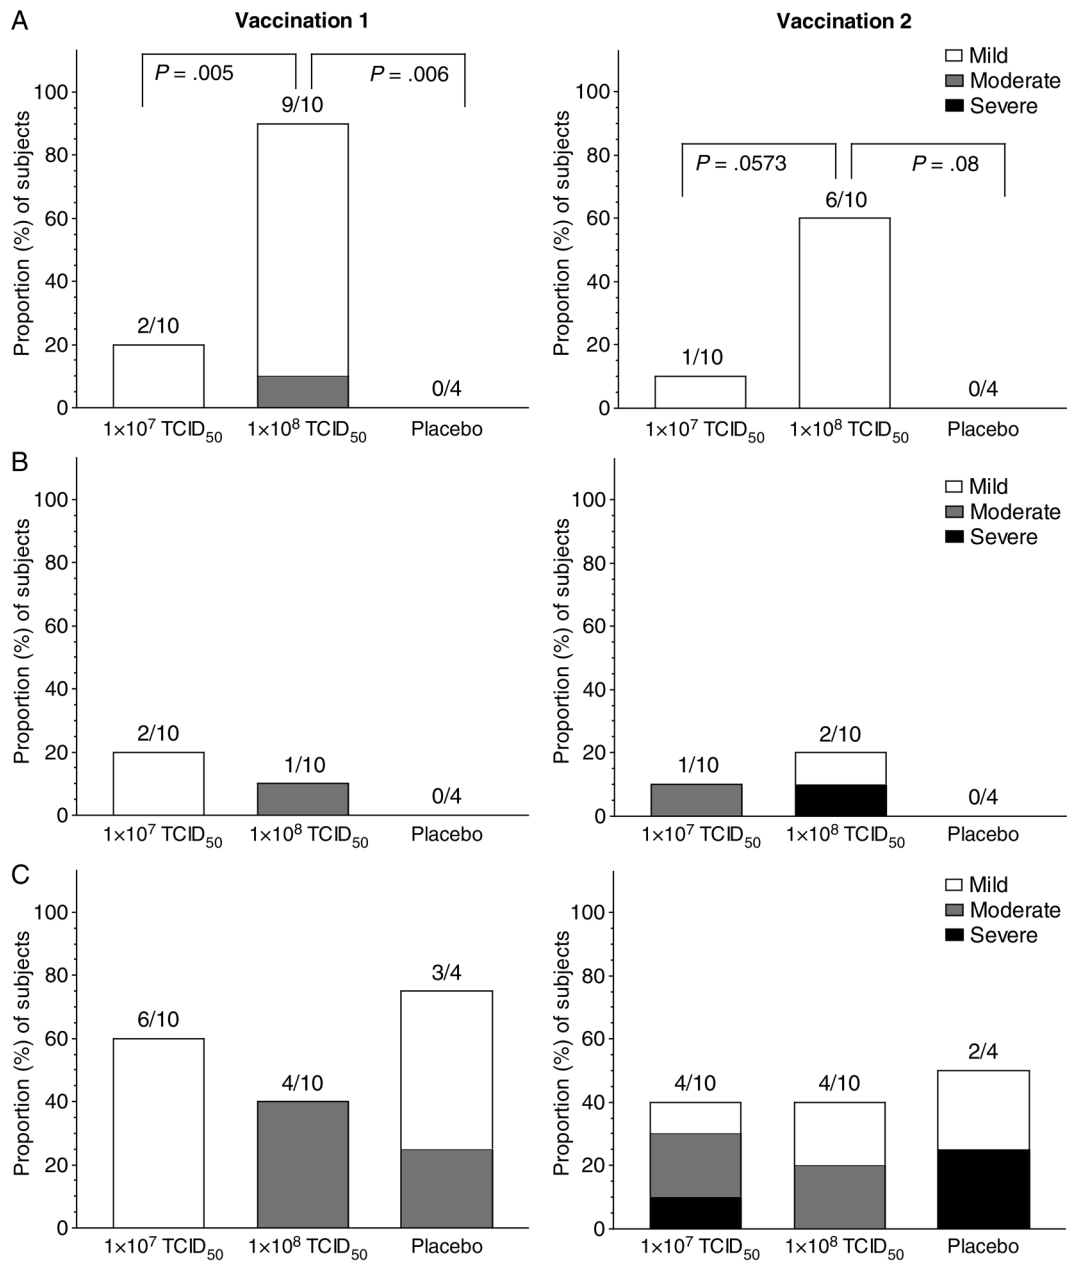 A
Vaccination 1
Vaccination 2
Proportion (%) of subjects
100
80
60
40
20
0
P = .005
P = .006
2/10
9/10
0/4
1×10⁷ TCID₅₀
1×10⁸ TCID₅₀
Placebo
Proportion (%) of subjects
100
80
60
40
20
0
Mild
Moderate
Severe
P = .0573
P = .08
1/10
6/10
0/4
1×10⁷ TCID₅₀
1×10⁸ TCID₅₀
Placebo
B
Proportion (%) of subjects
100
80
60
40
20
0
2/10
1/10
0/4
1×10⁷ TCID₅₀
1×10⁸ TCID₅₀
Placebo
Proportion (%) of subjects
100
80
60
40
20
0
Mild
Moderate
Severe
1/10
2/10
0/4
1×10⁷ TCID₅₀
1×10⁸ TCID₅₀
Placebo
C
Proportion (%) of subjects
100
80
60
40
20
0
6/10
4/10
3/4
1×10⁷ TCID₅₀
1×10⁸ TCID₅₀
Placebo
Proportion (%) of subjects
100
80
60
40
20
0
Mild
Moderate
Severe
4/10
4/10
2/4
1×10⁷ TCID₅₀
1×10⁸ TCID₅₀
Placebo